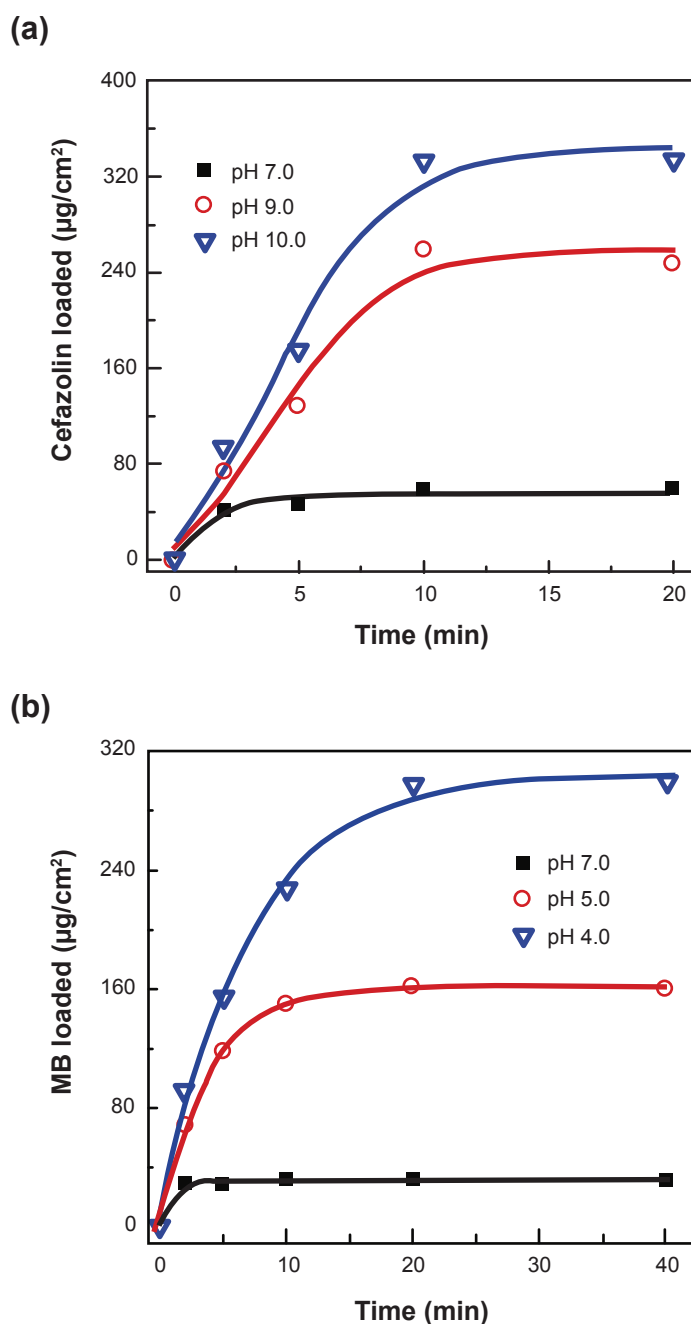 (a)
400
320
240
160
80
0
Cefazolin loaded (µg/cm²)
pH 7.0
pH 9.0
pH 10.0
0 5 10 15 20
Time (min)
(b)
320
240
160
80
0
MB loaded (µg/cm²)
pH 7.0
pH 5.0
pH 4.0
0 10 20 30 40
Time (min)